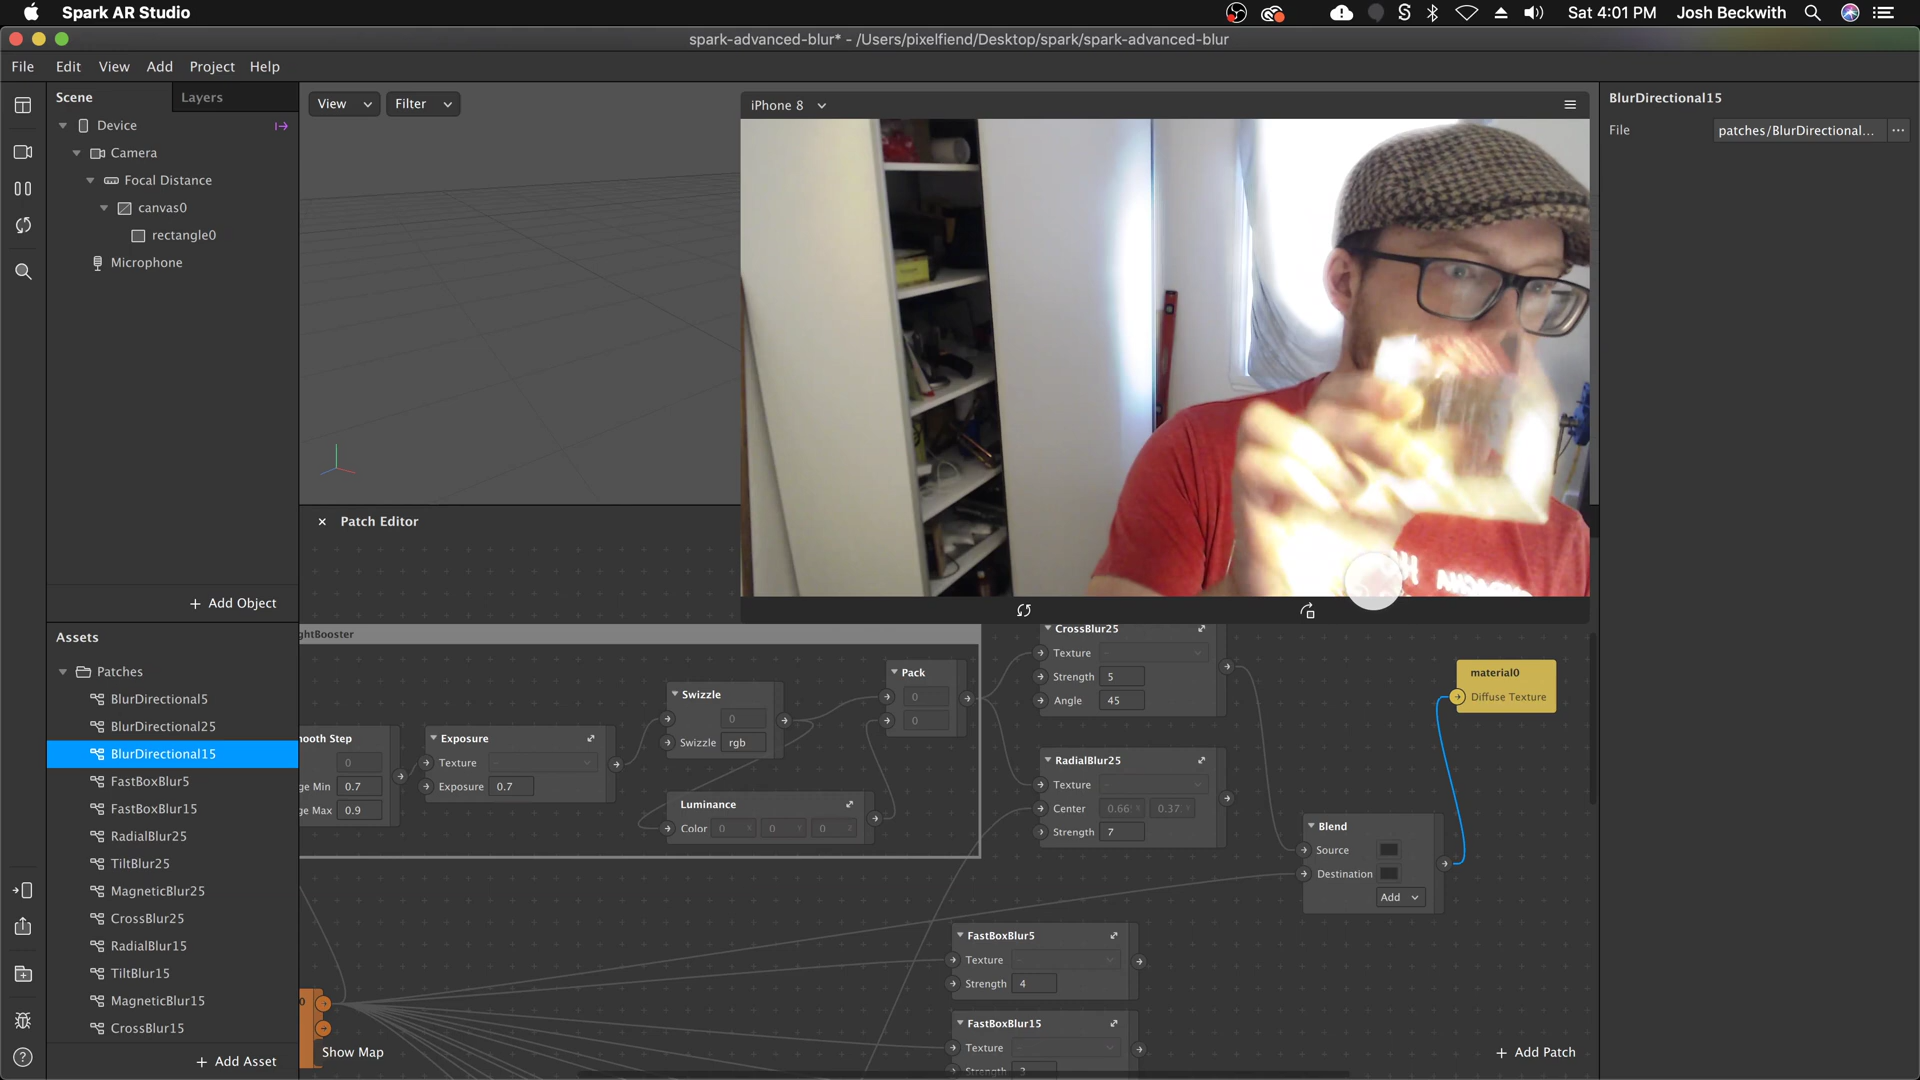 Spark AR Studio
Sat 4:01 PM Josh Beckwith
spark-advanced-blur* - /Users/pixelfiend/Desktop/spark/spark-advanced-blur
File Edit View Add Project Help
Scene Layers
Device
Camera
Focal Distance
canvas0
rectangle0
Microphone
+ Add Object
Assets
Patches
BlurDirectional5
BlurDirectional25
BlurDirectional15
FastBoxBlur5
FastBoxBlur15
RadialBlur25
TiltBlur25
MagneticBlur25
CrossBlur25
RadialBlur15
TiltBlur15
MagneticBlur15
CrossBlur15
+ Add Asset
View Filter
iPhone 8
Patch Editor
ghtBooster
nooth Step
0
ge Min 0.7
ge Max 0.9
Exposure
Texture -
Exposure 0.7
Swizzle
0
Swizzle rgb
Luminance
Color 0 0 0
Pack
0
0
CrossBlur25
Texture -
Strength 5
Angle 45
RadialBlur25
Texture -
Center 0.66 0.37
Strength 7
Blend
Source
Destination
Add
material0
Diffuse Texture
FastBoxBlur5
Texture -
Strength 4
FastBoxBlur15
Texture -
Strength 3
0
Show Map
+ Add Patch
BlurDirectional15
File patches/BlurDirectional... ...